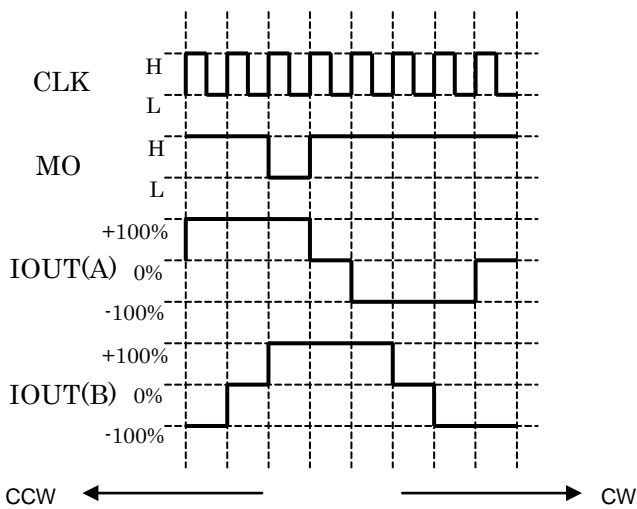 CLK
H
L
MO
H
L
IOUT(A)
+100%
0%
-100%
IOUT(B)
+100%
0%
-100%
CCW
CW